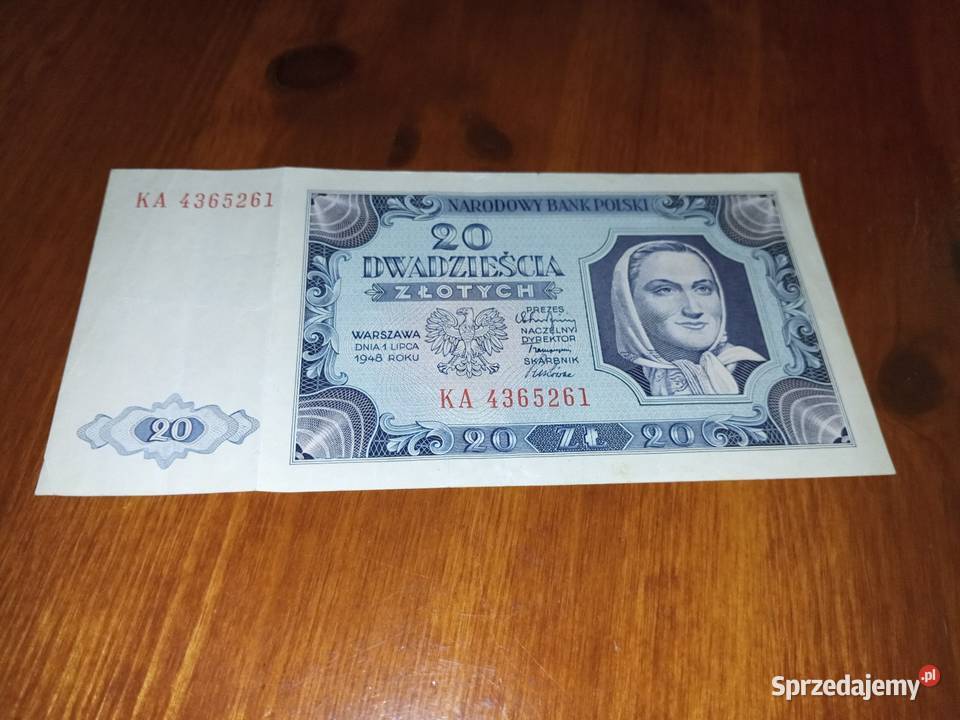 KA 4365261
NARODOWY BANK POLSKI
20
DWADZIEŚCIA
ZŁOTYCH
WARSZAWA
DNIA 1 LIPCA
1948 ROKU
PREZES
NACZELNY
DYREKTOR
SKARBNIK
KA 4365261
20
20 ZŁ 20
Sprzedajemy.pl